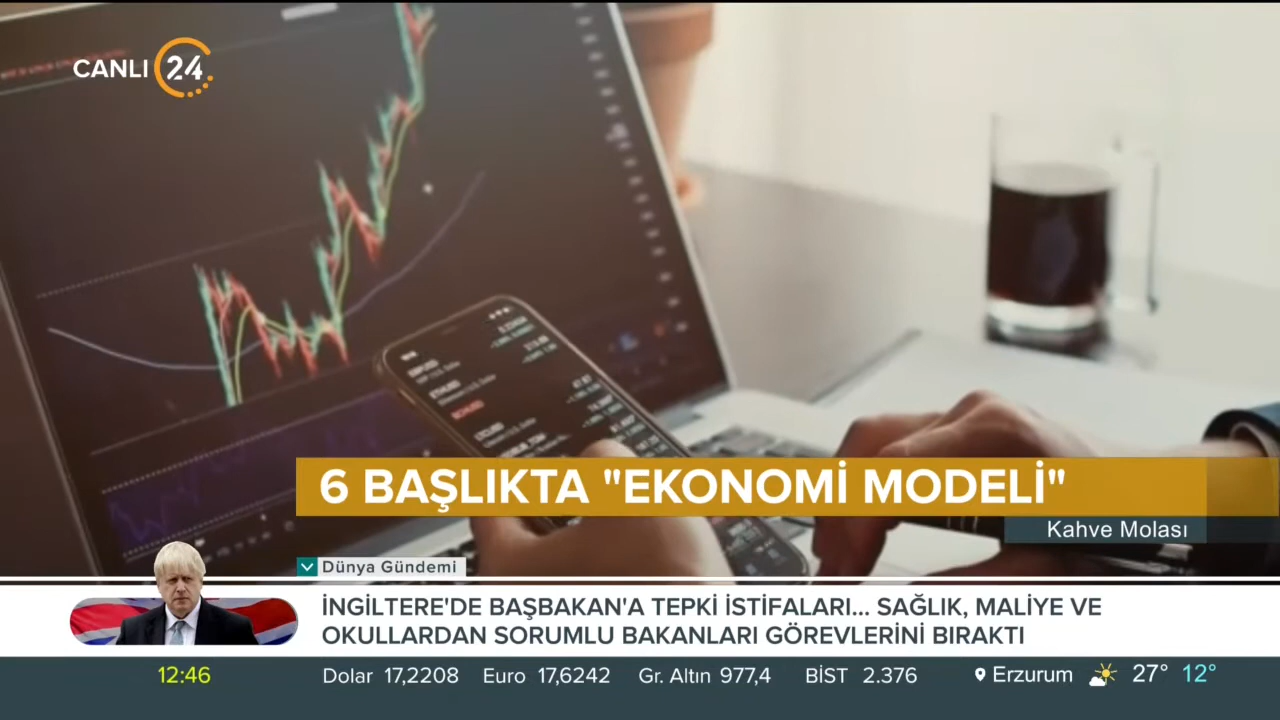 CANLI 24
6 BAŞLIKTA "EKONOMİ MODELİ"
Kahve Molası
Dünya Gündemi
İNGİLTERE'DE BAŞBAKAN'A TEPKİ İSTİFALARI... SAĞLIK, MALİYE VE
OKULLARDAN SORUMLU BAKANLARI GÖREVLERİNİ BIRAKTI
12:46 Dolar 17,2208 Euro 17,6242 Gr. Altın 977,4 BİST 2.376 Erzurum 27° 12°